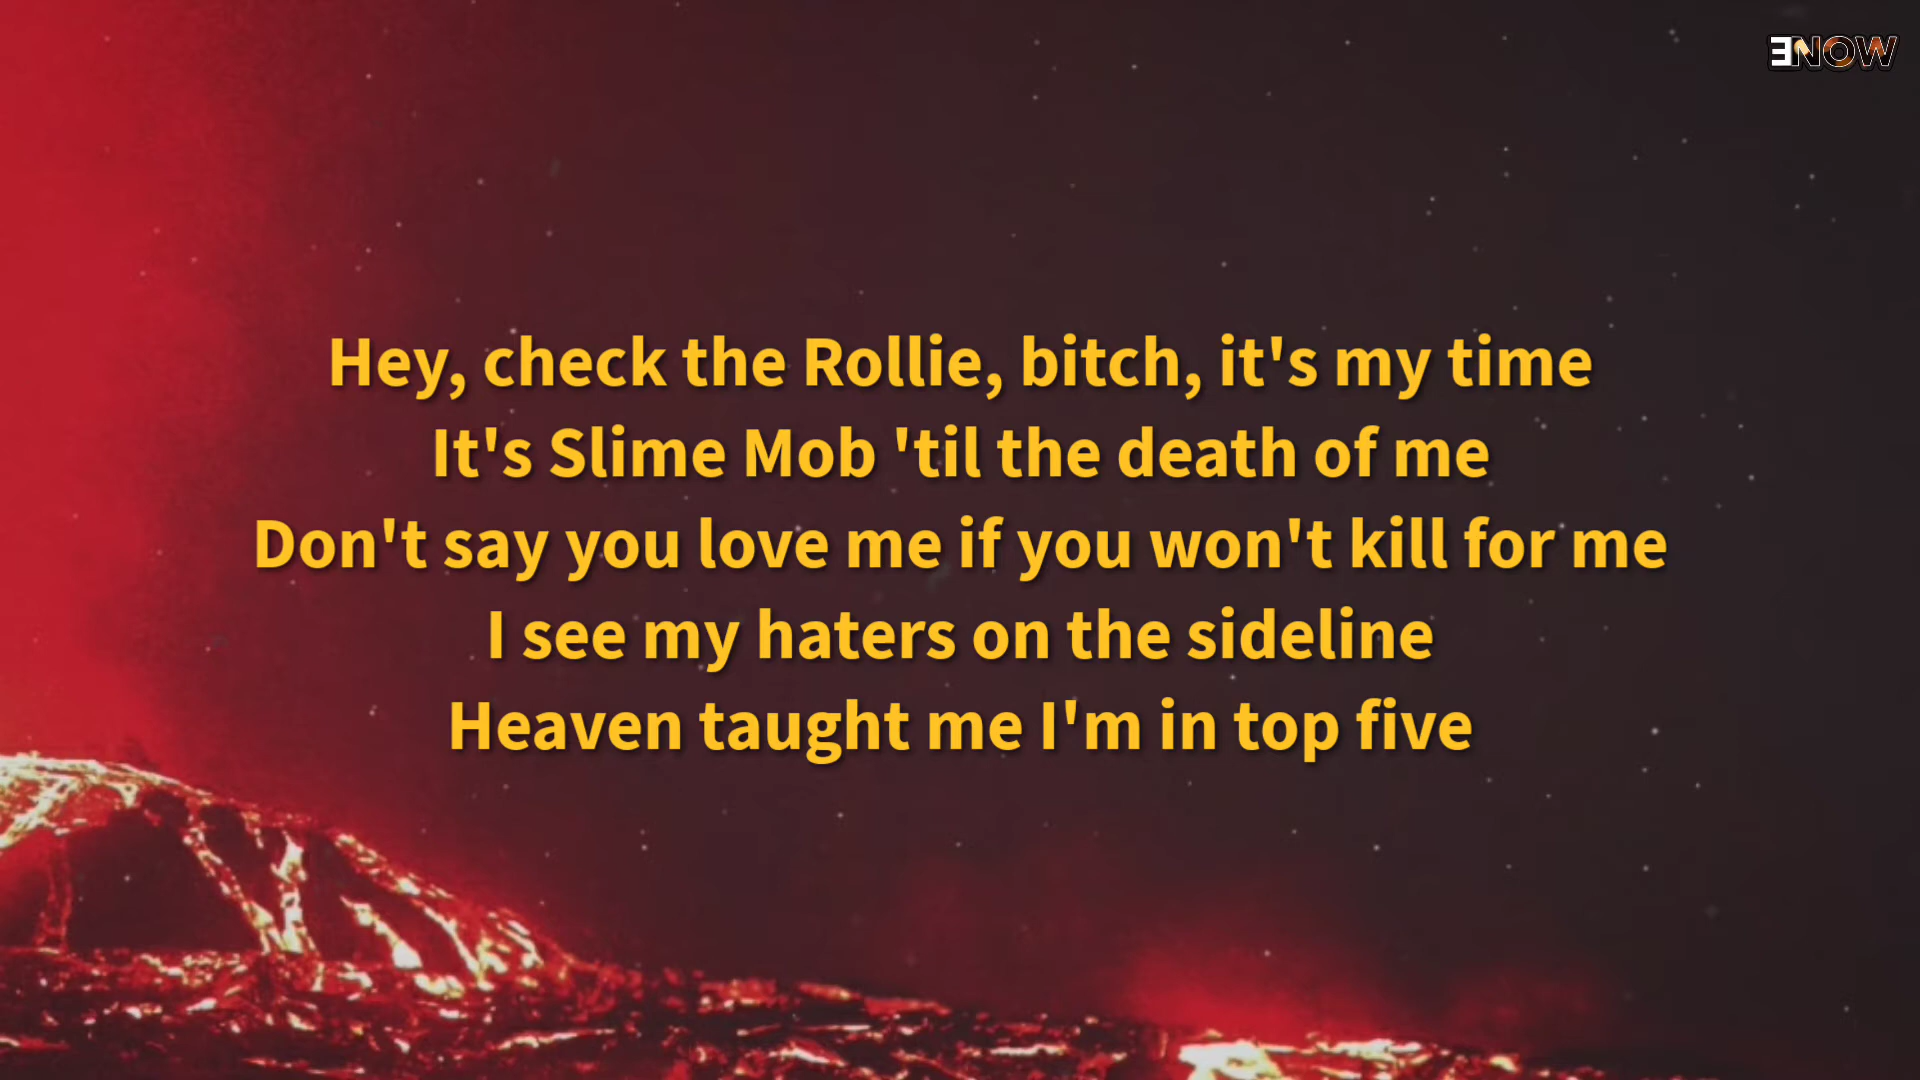 ENOW
Hey, check the Rollie, bitch, it's my time
It's Slime Mob 'til the death of me
Don't say you love me if you won't kill for me
I see my haters on the sideline
Heaven taught me I'm in top five